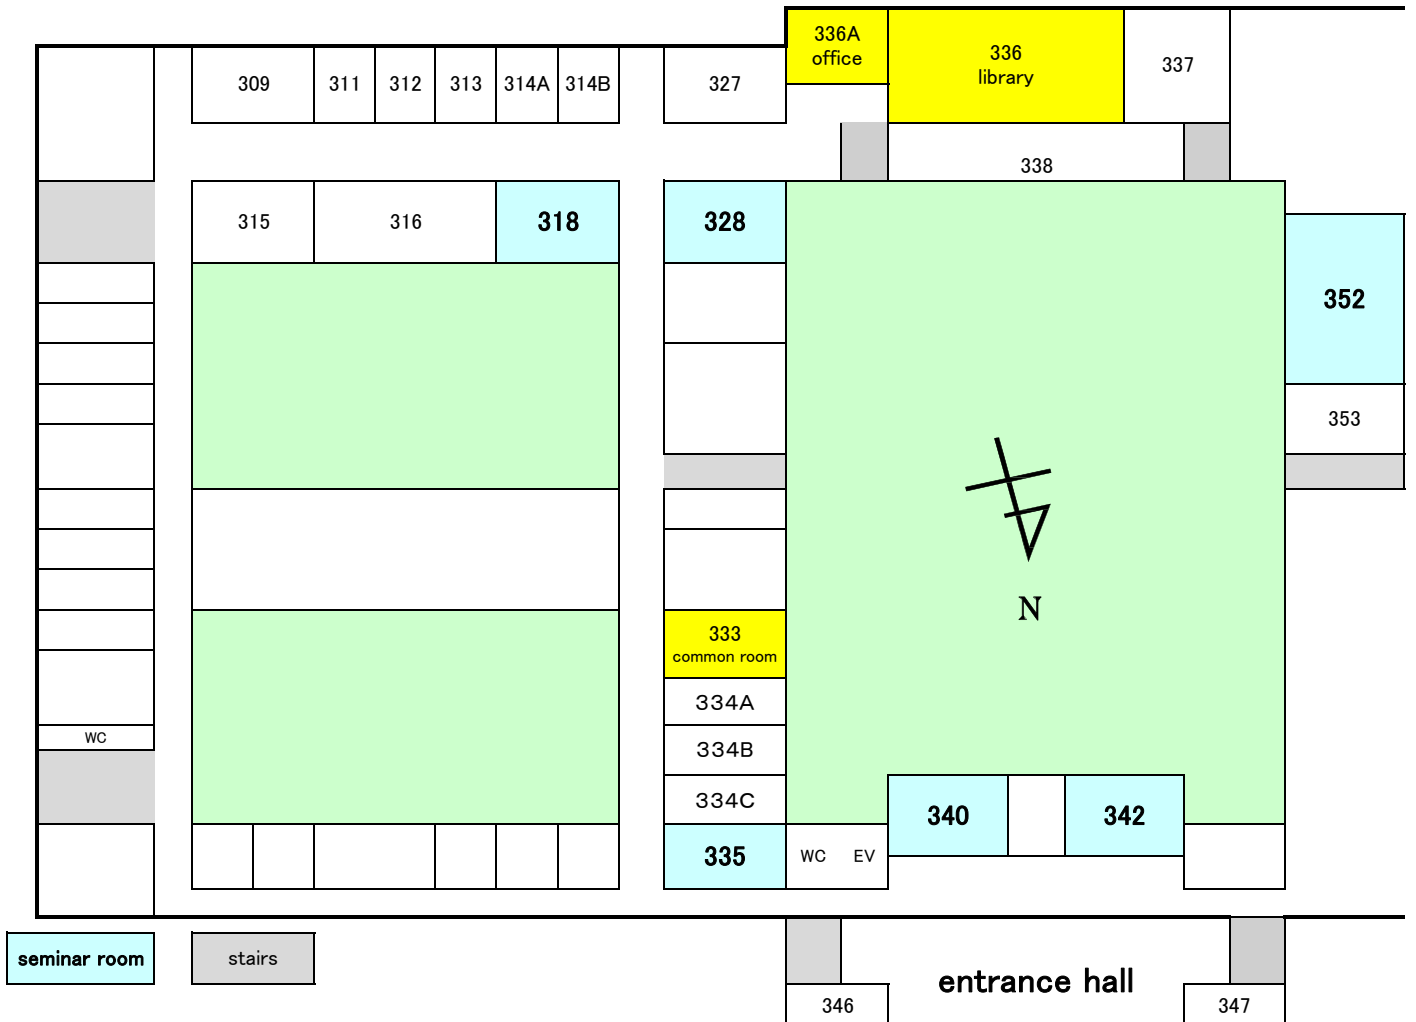 336A
office
336
library
337
309
311
312
313
314A
314B
327
338
315
316
318
328
352
353
N
333
common room
334A
334B
334C
WC
340
342
335
WC
EV
seminar room
stairs
entrance hall
346
347